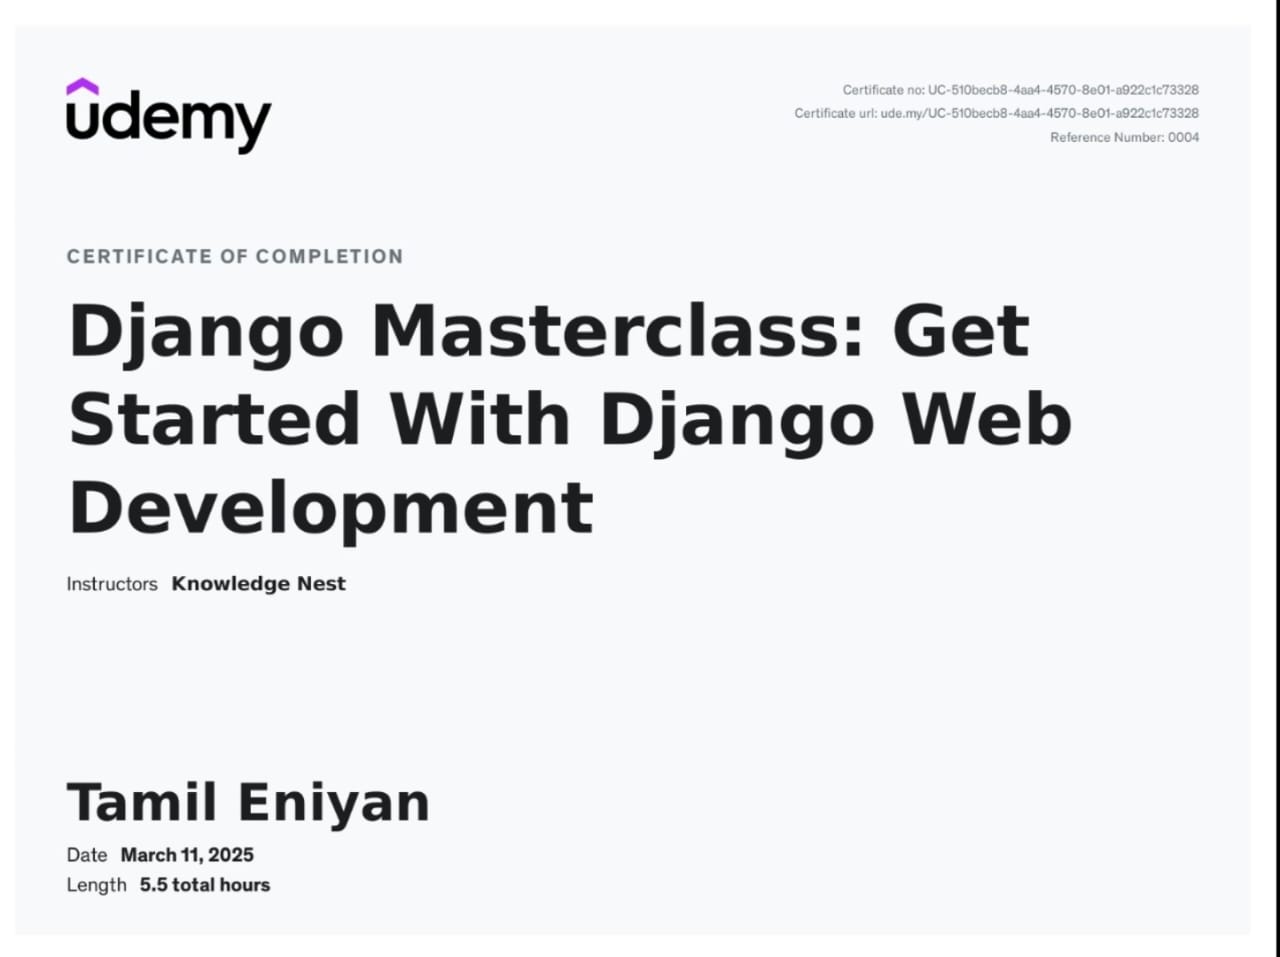 udemy
Certificate no: UC-510becb8-4aa4-4570-8e01-a922c1c73328
Certificate url: ude.my/UC-510becb8-4aa4-4570-8e01-a922c1c73328
Reference Number: 0004
CERTIFICATE OF COMPLETION
Django Masterclass: Get
Started With Django Web
Development
Instructors Knowledge Nest
Tamil Eniyan
Date March 11, 2025
Length 5.5 total hours